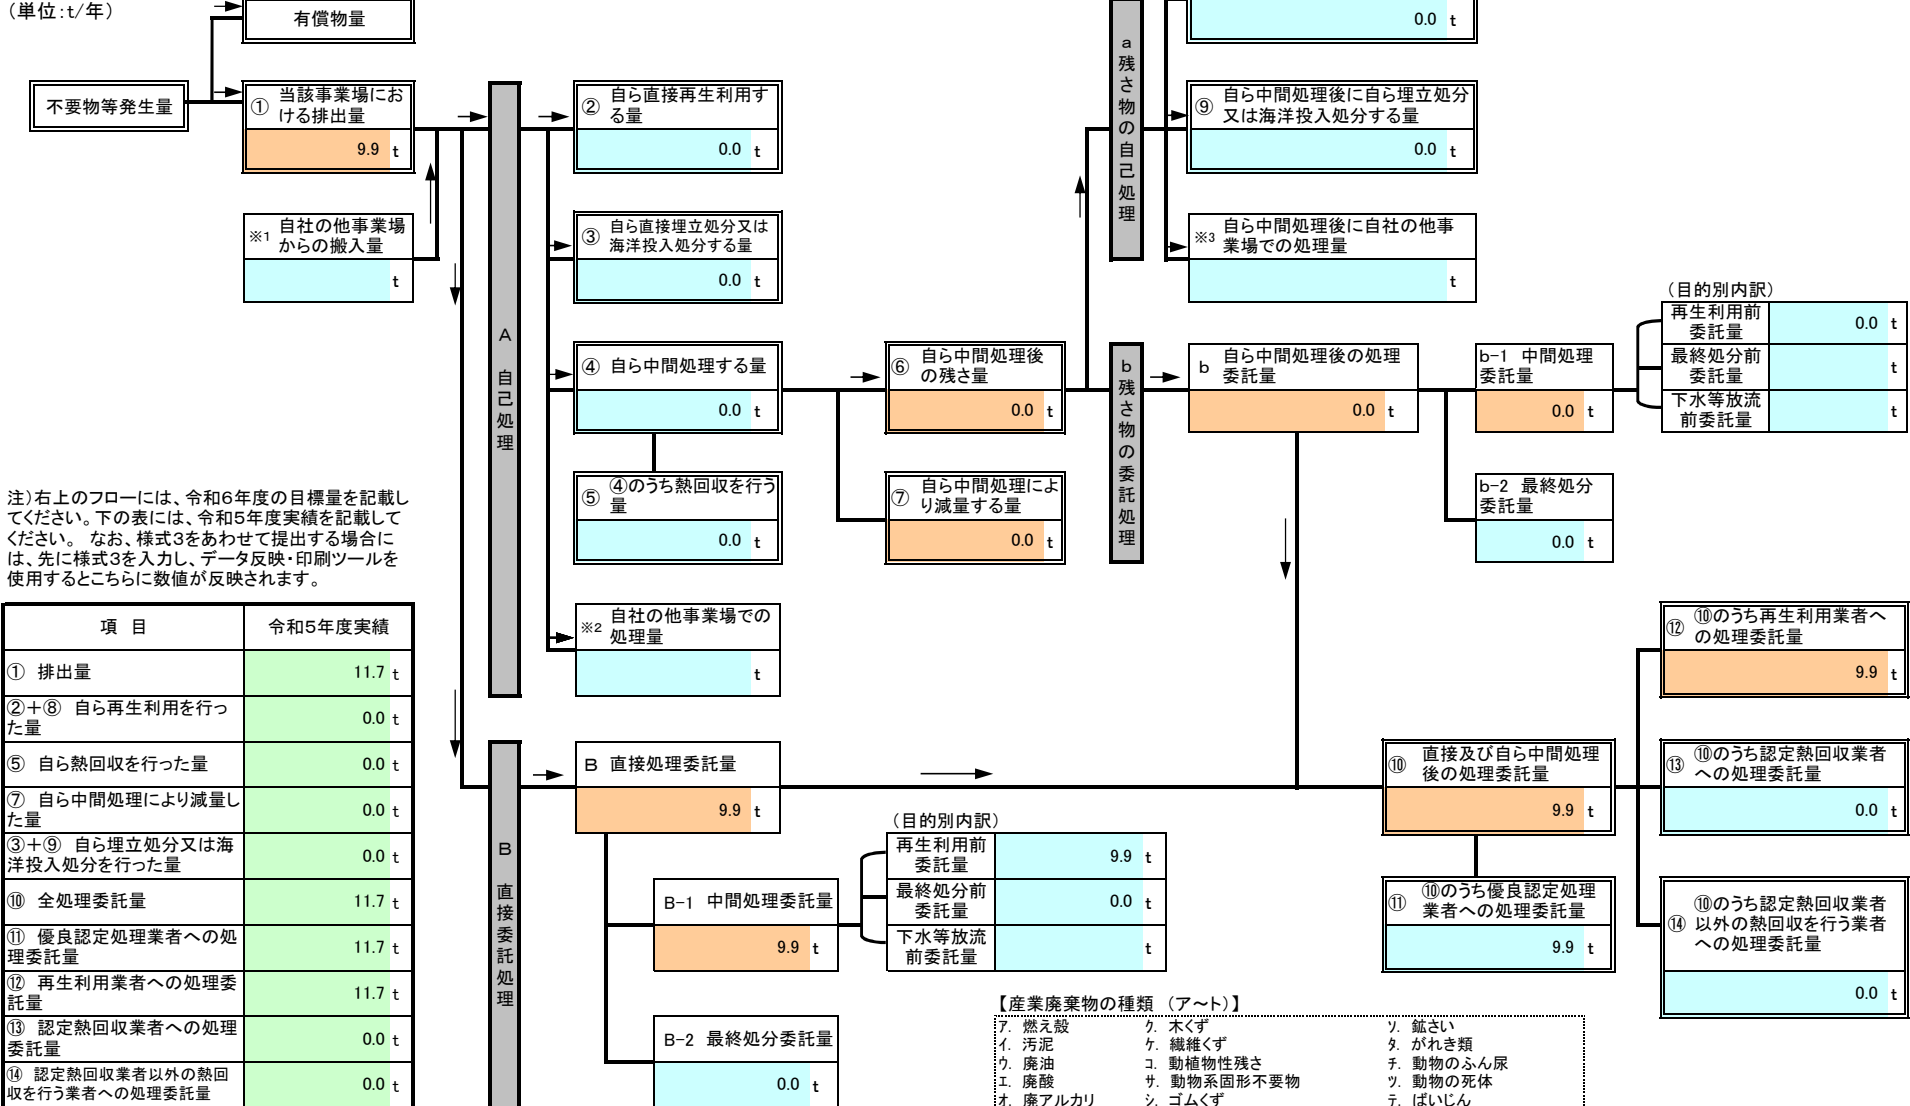 (単位:t/年)
有償物量
不要物等発生量
① 当該事業場にお
ける排出量
9.9 t
※1 自社の他事業場
からの搬入量
t
A
自己処理
② 自ら直接再生利用す
る量
0.0 t
③ 自ら直接埋立処分又は
海洋投入処分する量
0.0 t
④ 自ら中間処理する量
0.0 t
⑤ ④のうち熱回収を行う
量
0.0 t
※2 自社の他事業場での
処理量
t
⑥ 自ら中間処理後
の残さ量
0.0 t
⑦ 自ら中間処理によ
り減量する量
0.0 t
a残さ物の自己処理
0.0 t
⑨ 自ら中間処理後に自ら埋立処分
又は海洋投入処分する量
0.0 t
※3 自ら中間処理後に自社の他事
業場での処理量
t
b残さ物の委託処理
b 自ら中間処理後の処理
委託量
0.0 t
b-1 中間処理
委託量
0.0 t
b-2 最終処分
委託量
0.0 t
(目的別内訳)
再生利用前
委託量 0.0 t
最終処分前
委託量 t
下水等放流
前委託量 t
注)右上のフローには、令和6年度の目標量を記載し
てください。下の表には、令和5年度実績を記載して
ください。 なお、様式3をあわせて提出する場合に
は、先に様式3を入力し、データ反映・印刷ツールを
使用するとこちらに数値が反映されます。
項 目 令和5年度実績
① 排出量 11.7 t
②+⑧ 自ら再生利用を行っ
た量 0.0 t
⑤ 自ら熱回収を行った量 0.0 t
⑦ 自ら中間処理により減量し
た量 0.0 t
③+⑨ 自ら埋立処分又は海
洋投入処分を行った量 0.0 t
⑩ 全処理委託量 11.7 t
⑪ 優良認定処理業者への処
理委託量 11.7 t
⑫ 再生利用業者への処理委
託量 11.7 t
⑬ 認定熱回収業者への処理
委託量 0.0 t
⑭ 認定熱回収業者以外の熱回
収を行う業者への処理委託量 0.0 t
B
直接委託処理
B 直接処理委託量
9.9 t
B-1 中間処理委託量
9.9 t
B-2 最終処分委託量
0.0 t
(目的別内訳)
再生利用前
委託量 9.9 t
最終処分前
委託量 0.0 t
下水等放流
前委託量 t
⑩ 直接及び自ら中間処理
後の処理委託量
9.9 t
⑪ ⑩のうち優良認定処理
業者への処理委託量
9.9 t
⑫ ⑩のうち再生利用業者へ
の処理委託量
9.9 t
⑬ ⑩のうち認定熱回収業者
への処理委託量
0.0 t
⑭ ⑩のうち認定熱回収業者
以外の熱回収を行う業者
への処理委託量
0.0 t
【産業廃棄物の種類 (ア~ト)】
ア. 燃え殻 ク. 木くず ソ. 鉱さい
イ. 汚泥 ケ. 繊維くず タ. がれき類
ウ. 廃油 コ. 動植物性残さ チ. 動物のふん尿
エ. 廃酸 サ. 動物系固形不要物 ツ. 動物の死体
オ. 廃アルカリ シ. ゴムくず テ. ばいじん